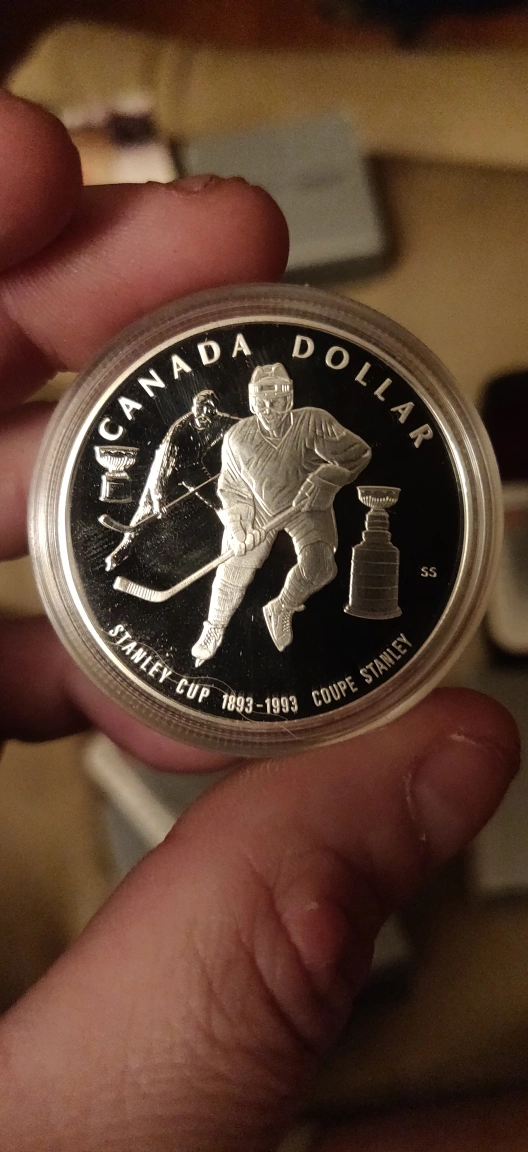 CANADA DOLLAR
SS
STANLEY CUP 1893-1993 COUPE STANLEY